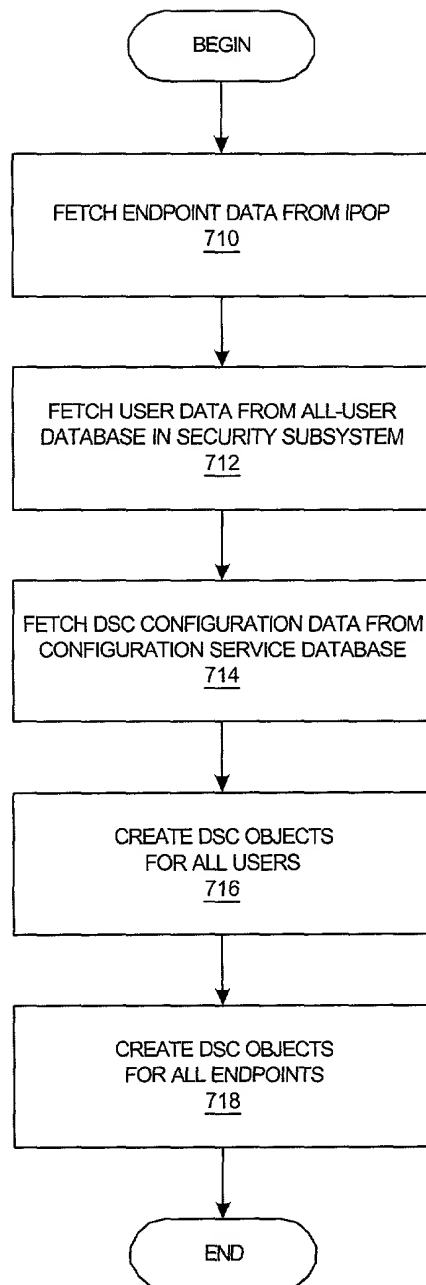 BEGIN
FETCH ENDPOINT DATA FROM IPOP
710
FETCH USER DATA FROM ALL-USER
DATABASE IN SECURITY SUBSYSTEM
712
FETCH DSC CONFIGURATION DATA FROM
CONFIGURATION SERVICE DATABASE
714
CREATE DSC OBJECTS
FOR ALL USERS
716
CREATE DSC OBJECTS
FOR ALL ENDPOINTS
718
END